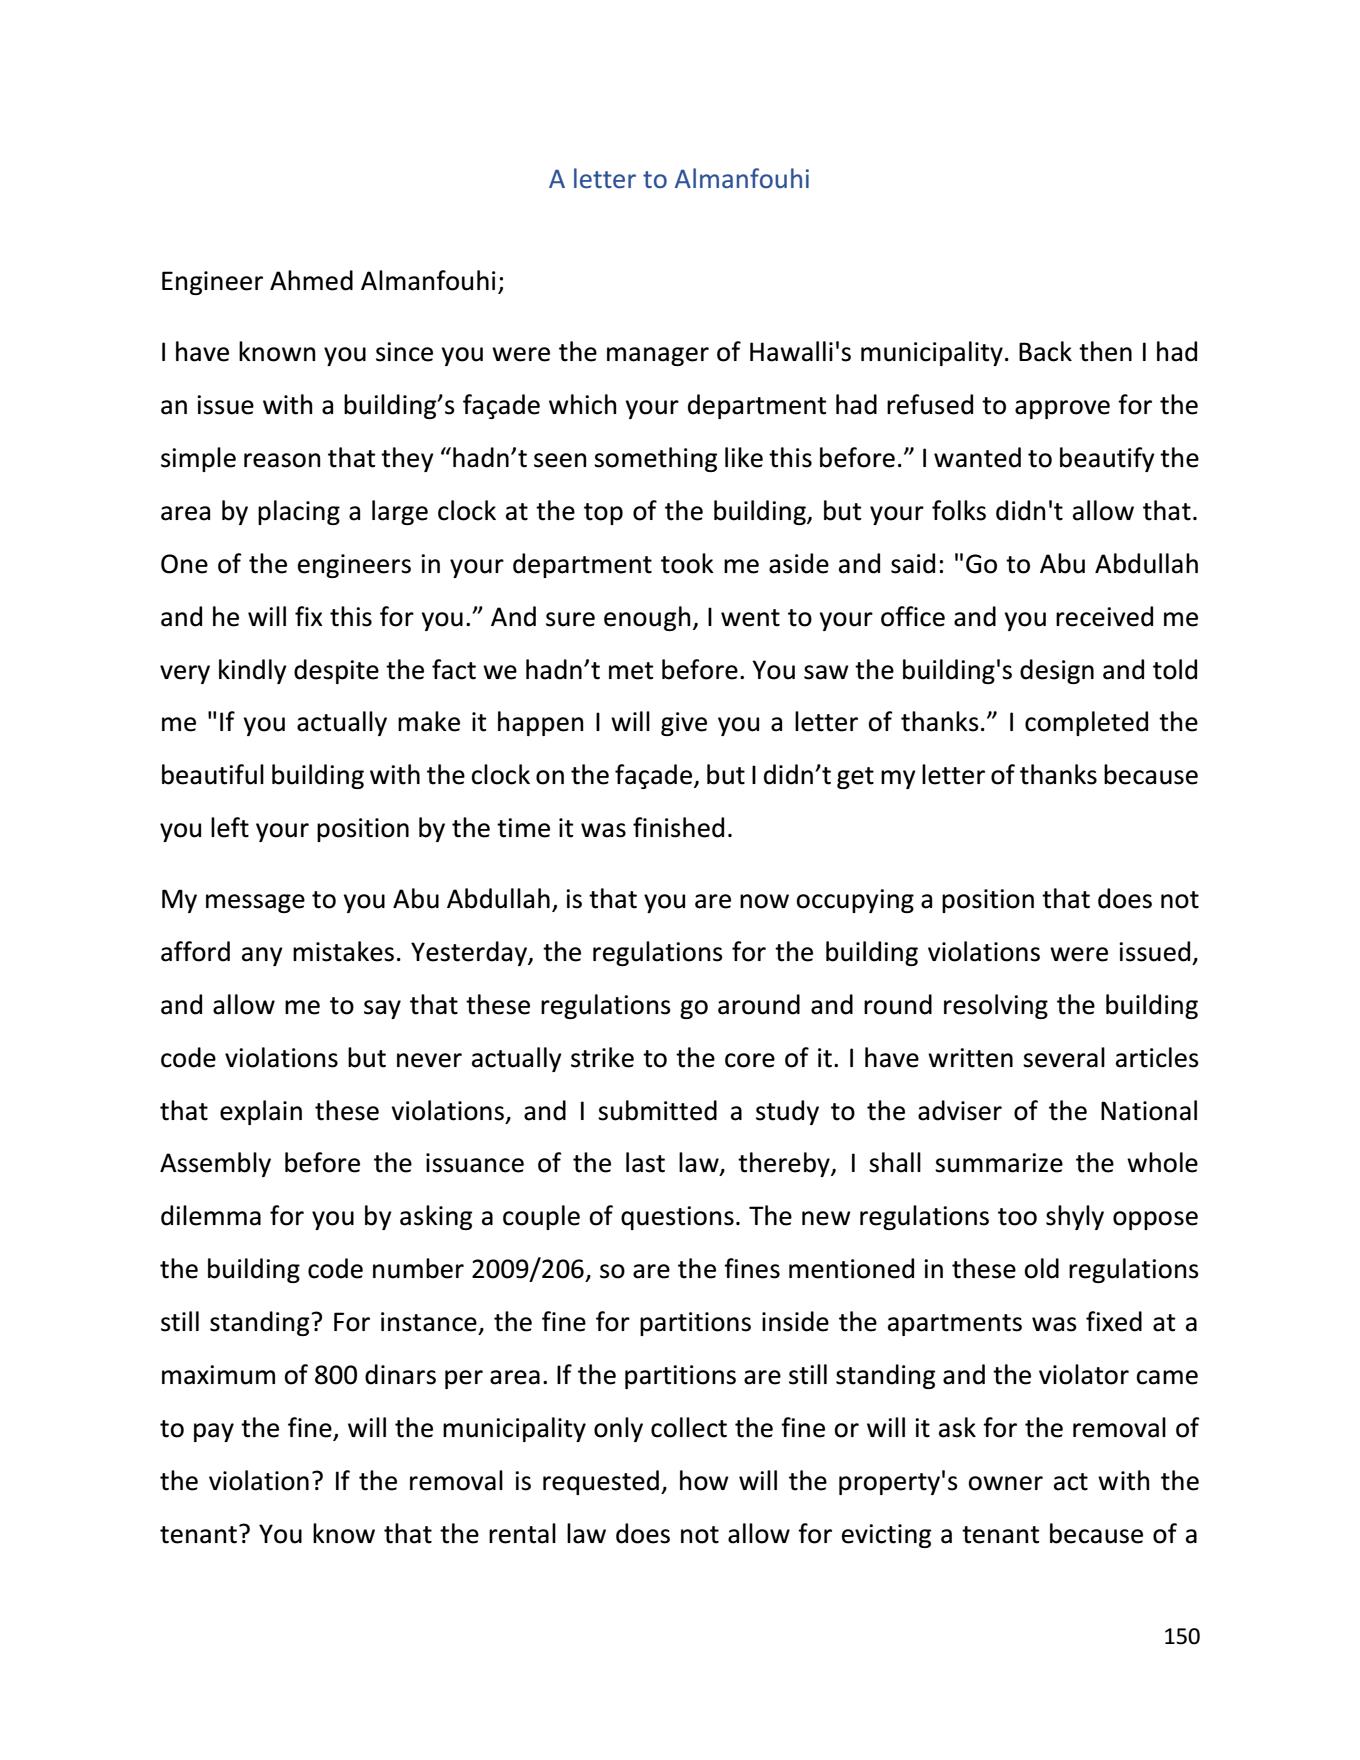 A letter to Almanfouhi
Engineer Ahmed Almanfouhi;
I have known you since you were the manager of Hawalli's municipality. Back then I had
an issue with a building’s façade which your department had refused to approve for the
simple reason that they “hadn’t seen something like this before.” I wanted to beautify the
area by placing a large clock at the top of the building, but your folks didn't allow that.
One of the engineers in your department took me aside and said: "Go to Abu Abdullah
and he will fix this for you.” And sure enough, I went to your office and you received me
very kindly despite the fact we hadn’t met before. You saw the building's design and told
me "If you actually make it happen I will give you a letter of thanks.” I completed the
beautiful building with the clock on the façade, but I didn’t get my letter of thanks because
you left your position by the time it was finished.
My message to you Abu Abdullah, is that you are now occupying a position that does not
afford any mistakes. Yesterday, the regulations for the building violations were issued,
and allow me to say that these regulations go around and round resolving the building
code violations but never actually strike to the core of it. I have written several articles
that explain these violations, and I submitted a study to the adviser of the National
Assembly before the issuance of the last law, thereby, I shall summarize the whole
dilemma for you by asking a couple of questions. The new regulations too shyly oppose
the building code number 2009/206, so are the fines mentioned in these old regulations
still standing? For instance, the fine for partitions inside the apartments was fixed at a
maximum of 800 dinars per area. If the partitions are still standing and the violator came
to pay the fine, will the municipality only collect the fine or will it ask for the removal of
the violation? If the removal is requested, how will the property's owner act with the
tenant? You know that the rental law does not allow for evicting a tenant because of a
150